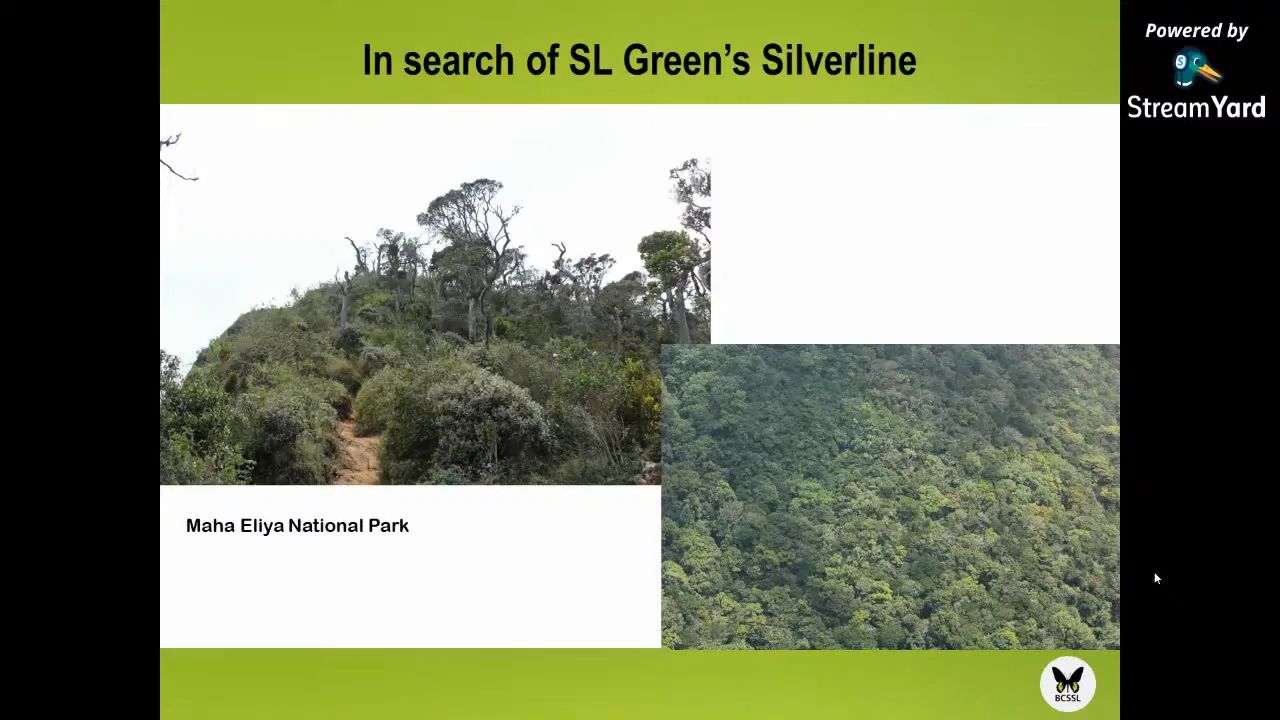 In search of SL Green’s Silverline
Powered by
StreamYard
Maha Eliya National Park
BCSSL